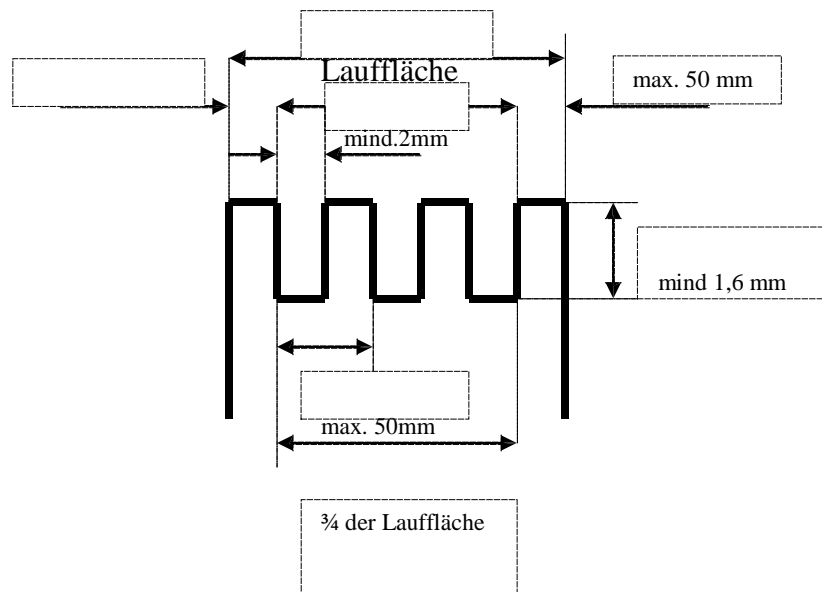 Lauffläche
max. 50 mm
mind.2mm
mind 1,6 mm
max. 50mm
¾ der Lauffläche